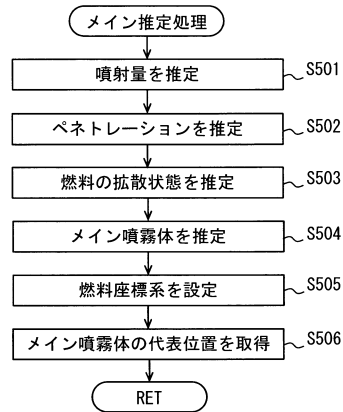 メイン推定処理
噴射量を推定 S501
ペネトレーションを推定 S502
燃料の拡散状態を推定 S503
メイン噴霧体を推定 S504
燃料座標系を設定 S505
メイン噴霧体の代表位置を取得 S506
RET